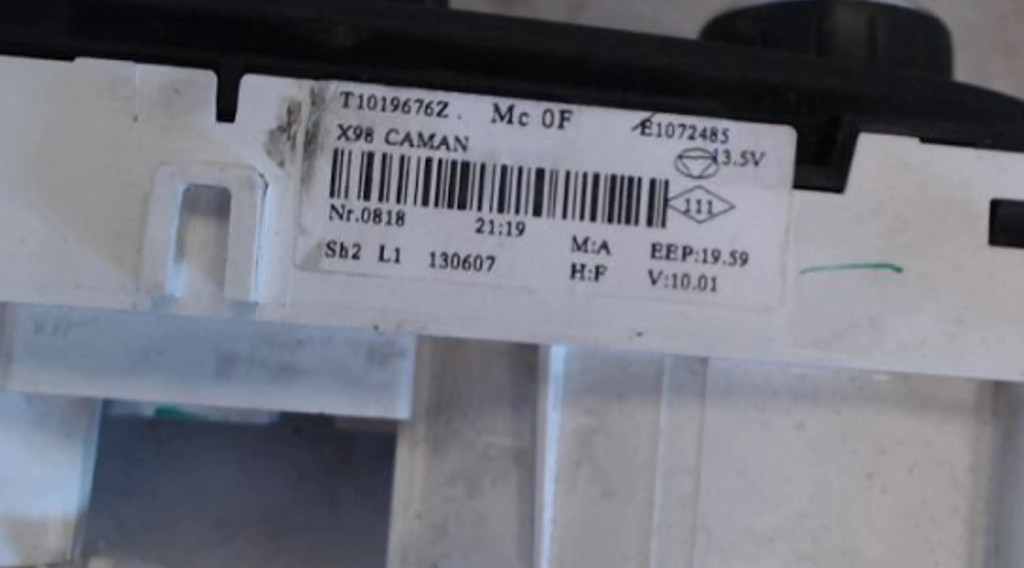 T1019676Z . Mc 0F E1072485
X98 CAMAN 13.5V
111
Nr.0818 21:19 M:A EEP:19.59
Sb2 L1 130607 H:F V:10.01